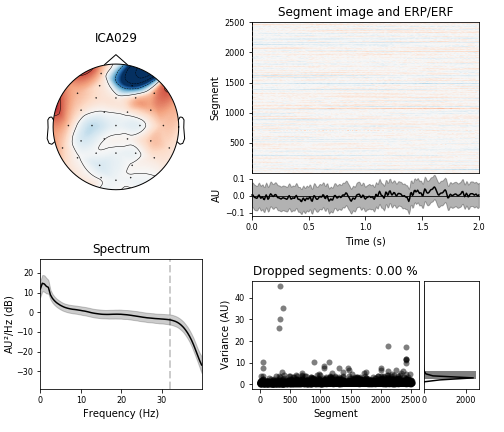 ICA029
Segment image and ERP/ERF
2500
2000
1500
1000
500
Segment
0.1
0.0
−0.1
AU
0.0 0.5 1.0 1.5 2.0
Time (s)
Spectrum
20
10
0
−10
−20
−30
AU²/Hz (dB)
0 10 20 30
Frequency (Hz)
Dropped segments: 0.00 %
40
30
20
10
0
Variance (AU)
0 500 1000 1500 2000 2500
Segment
0 2000